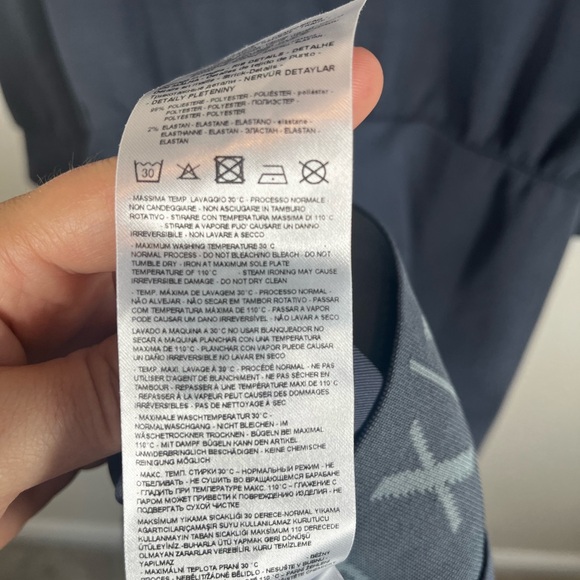 DETAILS - DETALHE
- NERVÜR DETAYLAR
- DETAILY PLETENINY
POLYESTER - POLIÉSTER - poliéster -
POLYESTER - POLYESTER - ПОЛИЭСТЕР -
POLYESTER - POLYESTER
POLYESTER
2% ELASTAN - ELASTANE - ELASTANO - elastane -
ELASTHANNE - ELASTAN - ЭЛАСТАН - ELASTAN -
ELASTAN
30
- MASSIMA TEMP. LAVAGGIO 30°C - PROCESSO NORMALE
NON CANDEGGIARE - NON ASCIUGARE IN TAMBURO
ROTATIVO - STIRARE CON TEMPERATURA MASSIMA DI 110°C
- STIRARE A VAPORE PUO' CAUSARE UN DANNO
IRREVERSIBILE - NON LAVARE A SECCO
- MAXIMUM WASHING TEMPERATURE 30 C
NORMAL PROCESS - DO NOT BLEACHING BLEACH - DO NOT
TUMBLE DRY - IRON AT MAXIMUM SOLE PLATE
TEMPERATURE OF 110°C - STEAM IRONING MAY CAUSE
IRREVERSIBLE DAMAGE - DO NOT DRY CLEAN
- TEMP. MÁXIMA DE LAVAGEM 30°C - PROCESSO NORMAL -
NÃO ALVEJAR - NÃO SECAR EM TAMBOR ROTATIVO - PASSAR
COM TEMPERATURA MÁXIMA DE 110°C - PASSAR A VAPOR
PODE CAUSAR UM DANO IRREVERSÍVEL - NÃO LAVAR A SECO
LAVADO A MAQUINA A 30°C NO USAR BLANQUEADOR NO
SECAR A MAQUINA PLANCHAR CON UNA TEMPERATURA
MAXIMA DE 110°C - PLANCHAR CON VAPOR PUEDE CAUSAR
UN DAÑO IRREVERSIBLE NO LAVAR EN SECO
- TEMP. MAXI. LAVAGE À 30°C - PROCÉDÉ NORMAL - NE PAS
UTILISER D'AGENT DE BLANCHIMENT - NE PAS SÉCHER EN
TAMBOUR - REPASSER À UNE TEMPÉRATURE MAXI DE 110°C
REPASSER À LA VAPEUR PEUT CAUSER DES DOMMAGES
IRRÉVERSIBLES - PAS DE NETTOYAGE À SEC
- MAXIMALE WASCHTEMPERATUR 30°C -
NORMALWASCHGANG - NICHT BLEICHEN - IM
WÄSCHETROCKNER TROCKNEN - BÜGELN BEI MAXIMAL
110°C - MIT DAMPF BÜGELN KANN DEN ARTIKEL
UNWIDERBRINGLICH BESCHÄDIGEN - KEINE CHEMISCHE
REINIGUNG MÖGLICH
- МАКС. ТЕМП. СТИРКИ 30°C – НОРМАЛЬНЫЙ РЕЖИМ - НЕ
ОТБЕЛИВАТЬ - НЕ СУШИТЬ ВО ВРАЩАЮЩЕМСЯ БАРАБАНЕ
- ГЛАДИТЬ ПРИ ТЕМПЕРАТУРЕ МАКС. 110°C – ГЛАЖЕНИЕ С
ПАРОМ МОЖЕТ ПРИВЕСТИ К ПОВРЕЖДЕНИЮ ИЗДЕЛИЯ - НЕ
ПОДВЕРГАТЬ СУХОЙ ЧИСТКЕ
MAKSİMUM YIKAMA SICAKLIĞI 30 DERECE-NORMAL YIKAMA
AĞARTICILAR/ÇAMAŞIR SUYU KULLANILAMAZ KURUTUCU
KULLANMAYIN TABAN SICAKLIĞI MAKSİMUM 110 DERECEDE
ÜTÜLEYİNİZ.-BUHARLA ÜTÜ YAPMAK GERİ DÖNÜŞÜ
OLMAYAN ZARARLAR VEREBİLİR. KURU TEMİZLEME
YAPILMAZ
- MAXIMÁLNÍ TEPLOTA PRANÍ 30°C - BĚŽNÝ